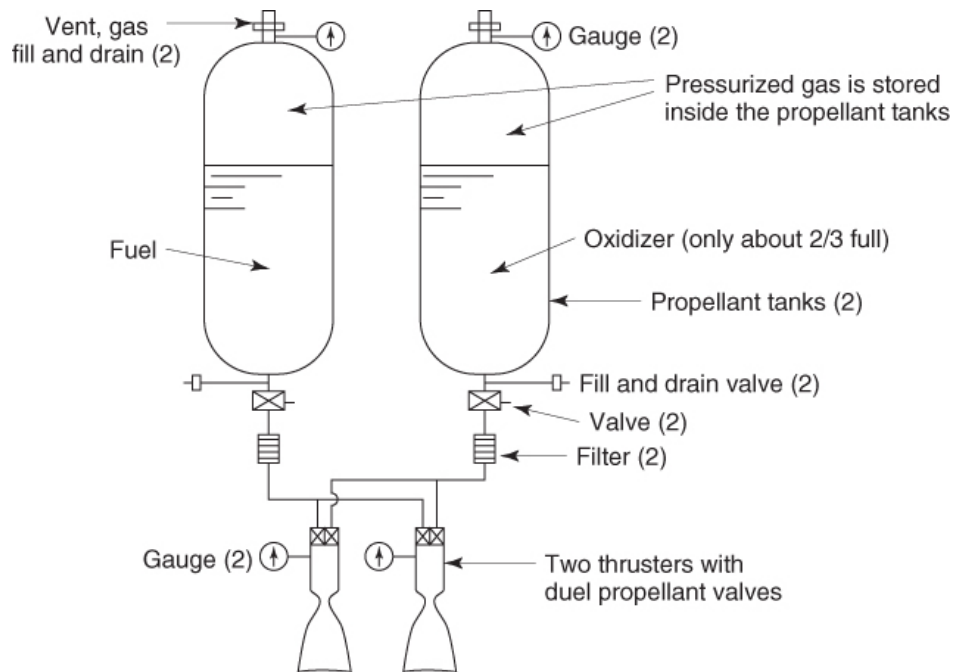 Vent, gas
fill and drain (2)
Gauge (2)
Pressurized gas is stored
inside the propellant tanks
Fuel
Oxidizer (only about 2/3 full)
Propellant tanks (2)
Fill and drain valve (2)
Valve (2)
Filter (2)
Gauge (2)
Two thrusters with
duel propellant valves